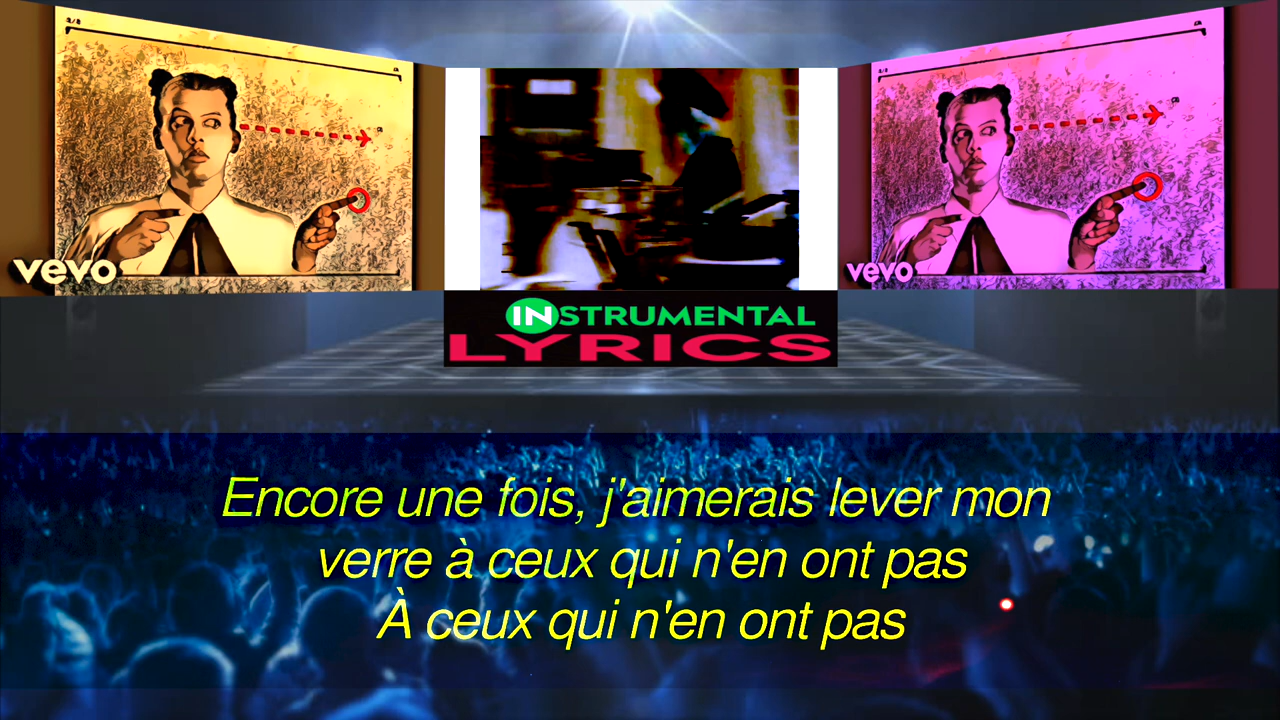 vevo
vevo
INSTRUMENTAL
LYRICS
Encore une fois, j'aimerais lever mon
verre à ceux qui n'en ont pas
À ceux qui n'en ont pas